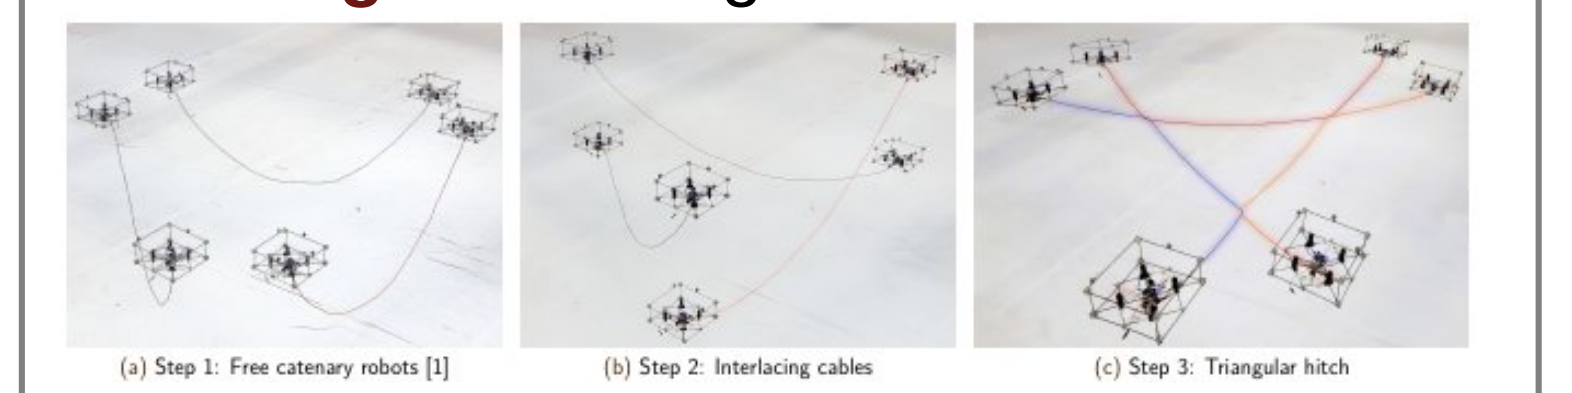 (a) Step 1: Free catenary robots [1]
(b) Step 2: Interlacing cables
(c) Step 3: Triangular hitch